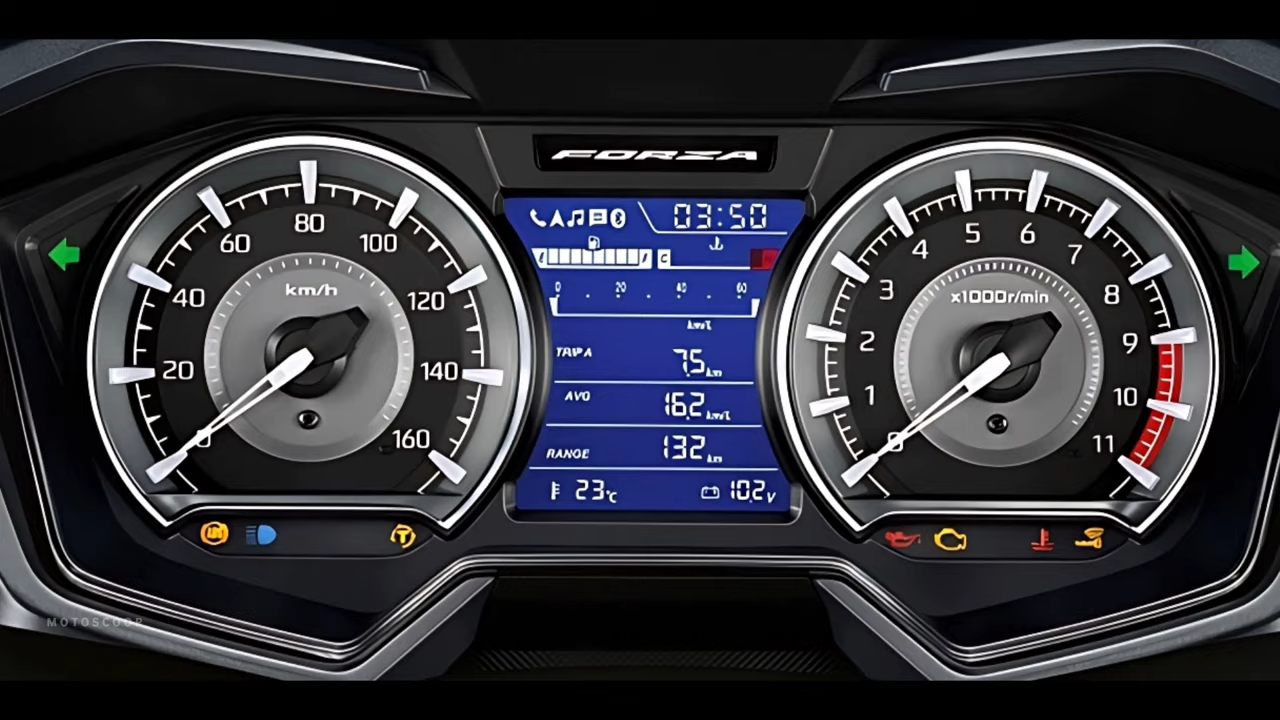 FORZA
03:50
E F C H
0 20 40 60
km/L
TRIP A 7.5 km
AVG 16.2 km/L
RANGE 132 km
23°C 10.2 V
km/h
0 20 40 60 80 100 120 140 160
x1000r/min
0 1 2 3 4 5 6 7 8 9 10 11
ABS
T
MOTOSCOOP